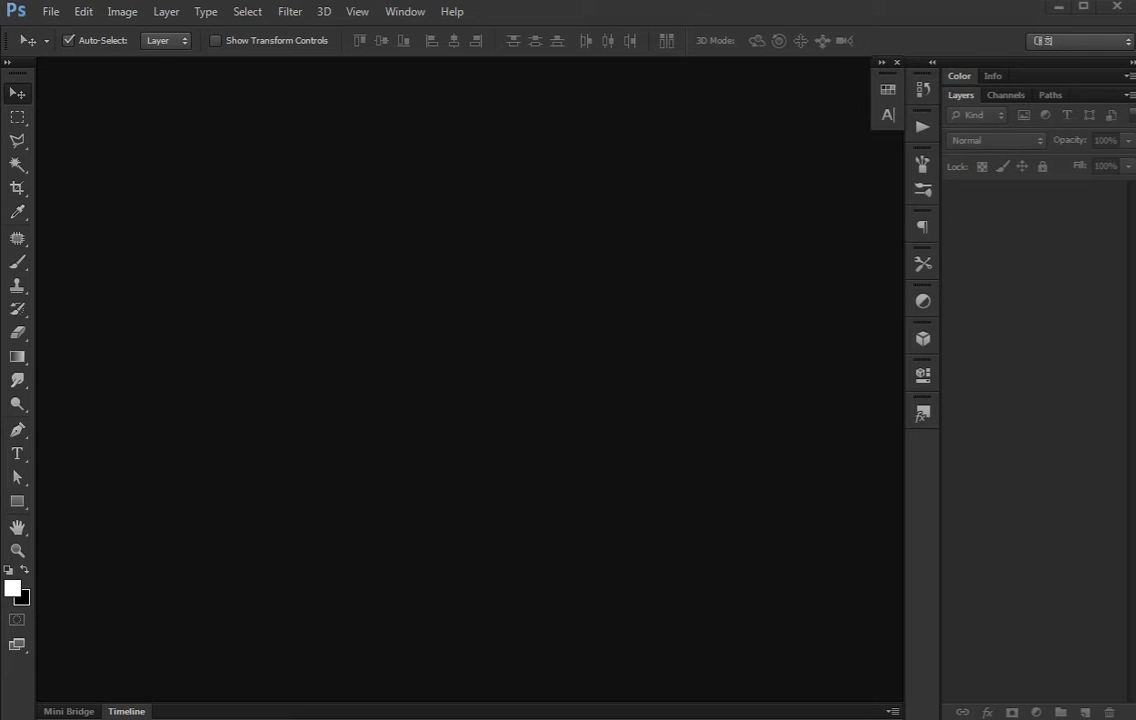 Ps File Edit Image Layer Type Select Filter 3D View Window Help
Auto-Select: Layer Show Transform Controls 3D Mode:
Color Info
Layers Channels Paths
Kind
Normal Opacity: 100%
Lock: Fill: 100%
Mini Bridge Timeline